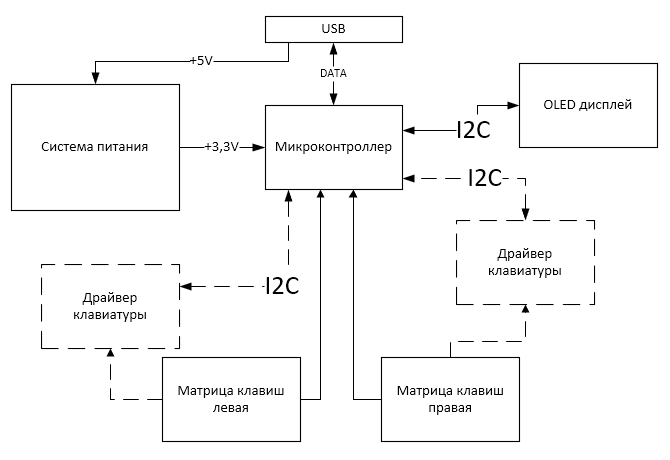 USB
+5V
DATA
OLED дисплей
Система питания
+3,3V
Микроконтроллер
I2C
I2C
Драйвер
клавиатуры
I2C
Драйвер
клавиатуры
Матрица клавиш
левая
Матрица клавиш
правая